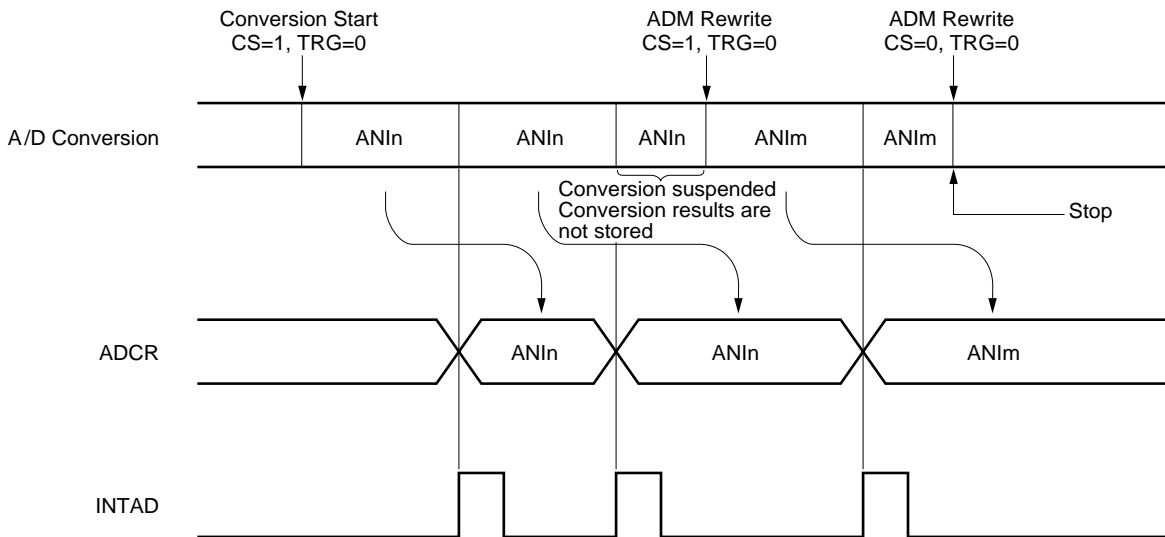 Conversion Start
CS=1, TRG=0
ADM Rewrite
CS=1, TRG=0
ADM Rewrite
CS=0, TRG=0
A/D Conversion
ANIn
ANIn
ANIn
ANIm
ANIm
Conversion suspended
Conversion results are
not stored
Stop
ADCR
ANIn
ANIn
ANIm
INTAD